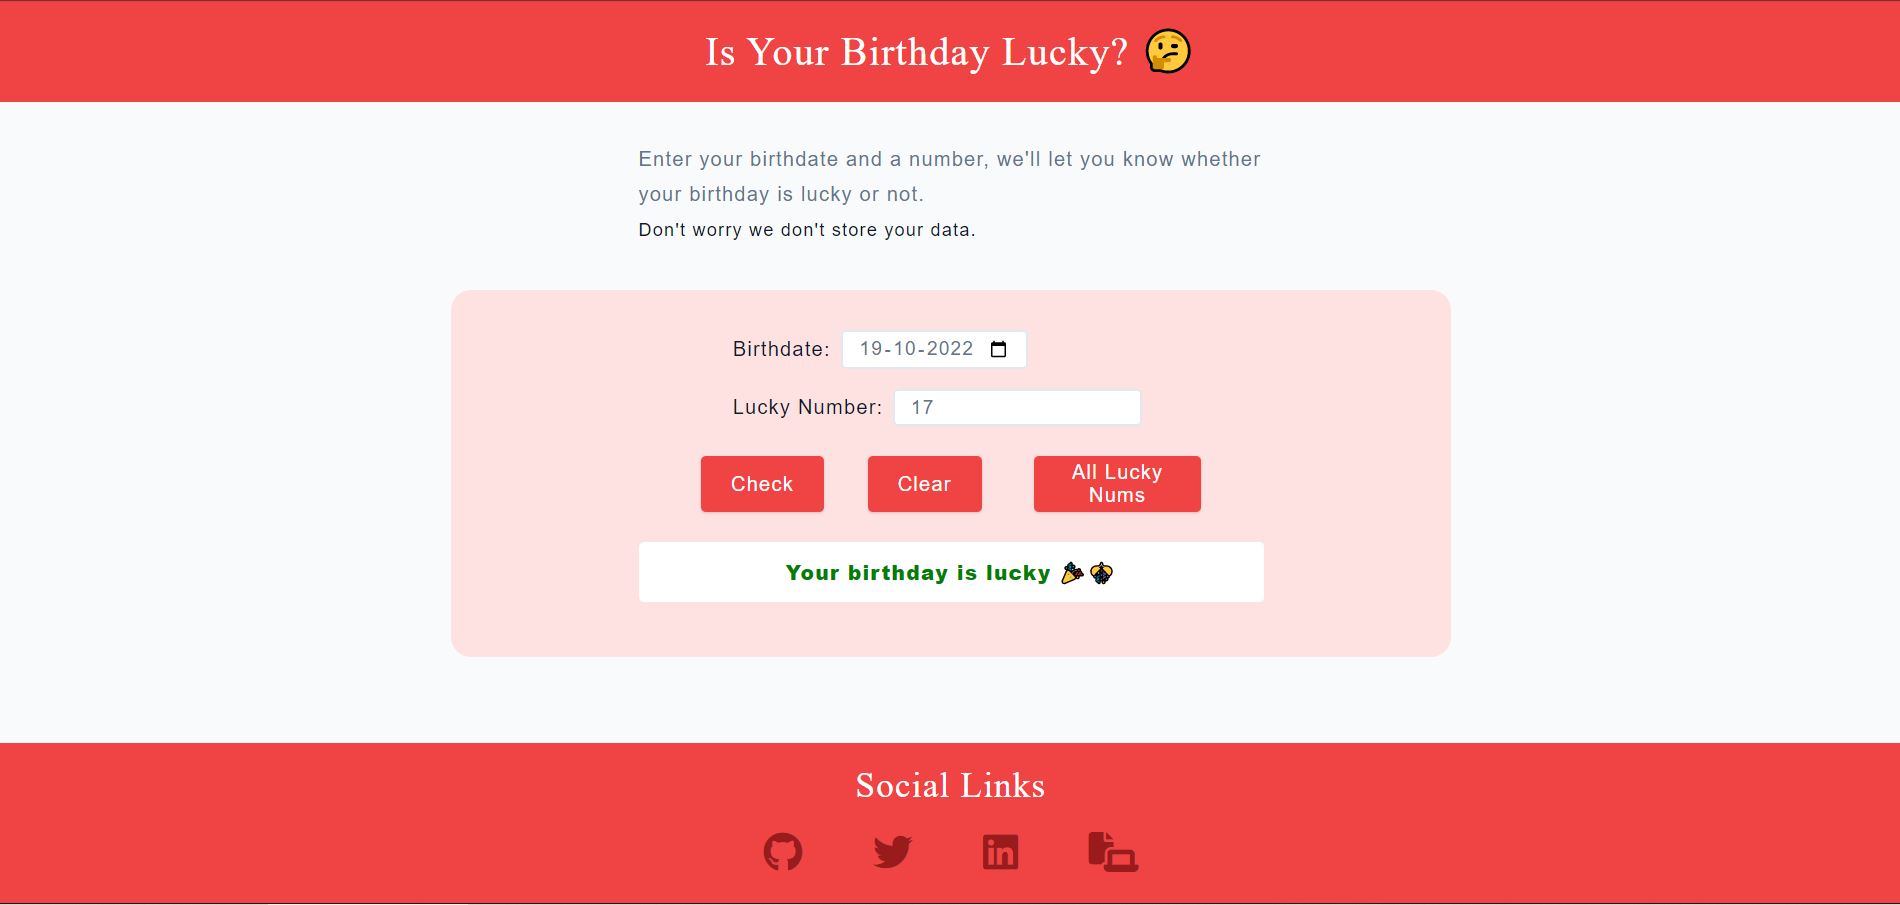 Is Your Birthday Lucky? 🤔
Enter your birthdate and a number, we'll let you know whether
your birthday is lucky or not.
Don't worry we don't store your data.
Birthdate: 19-10-2022
Lucky Number: 17
Check
Clear
All Lucky
Nums
Your birthday is lucky 🎉
Social Links
in